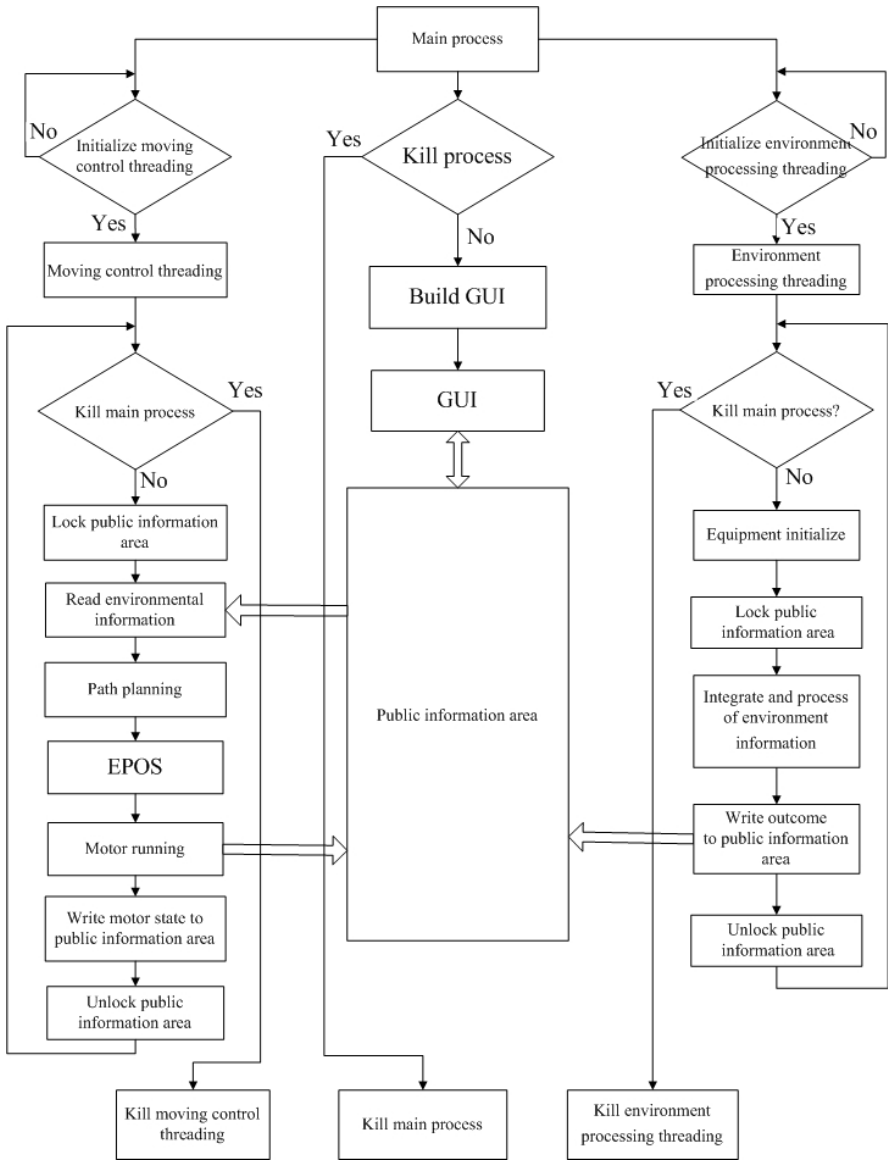 Main process
No
Initialize moving
control threading
Yes
Moving control threading
Yes
Kill main process
No
Lock public information
area
Read environmental
information
Path planning
EPOS
Motor running
Write motor state to
public information area
Unlock public
information area
Kill moving control
threading
Yes
Kill process
No
Build GUI
GUI
Public information area
Kill main process
No
Initialize environment
processing threading
Yes
Environment
processing threading
Yes
Kill main process?
No
Equipment initialize
Lock public
information area
Integrate and process
of environment
information
Write outcome
to public information
area
Unlock public
information area
Kill environment
processing threading